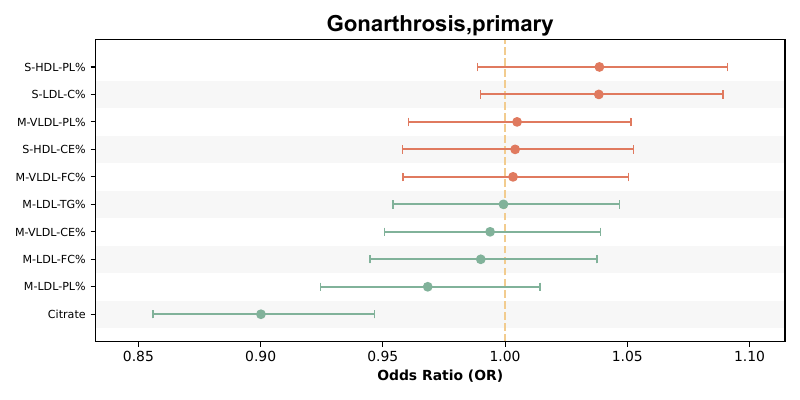 Gonarthrosis,primary
S-HDL-PL%
S-LDL-C%
M-VLDL-PL%
S-HDL-CE%
M-VLDL-FC%
M-LDL-TG%
M-VLDL-CE%
M-LDL-FC%
M-LDL-PL%
Citrate
0.85 0.90 0.95 1.00 1.05 1.10
Odds Ratio (OR)